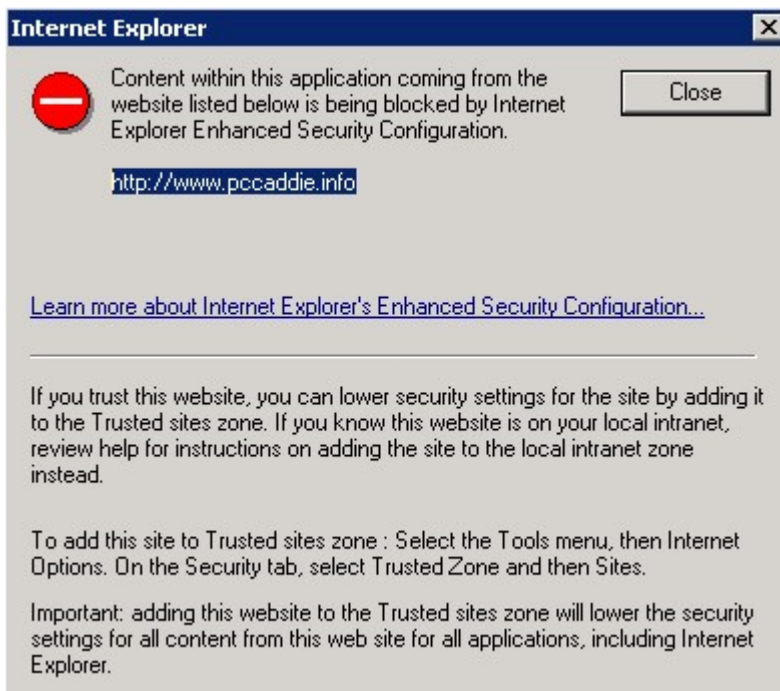 Internet Explorer
Content within this application coming from the
website listed below is being blocked by Internet
Explorer Enhanced Security Configuration.
Close
http://www.pccaddie.info
Learn more about Internet Explorer's Enhanced Security Configuration...
If you trust this website, you can lower security settings for the site by adding it
to the Trusted sites zone. If you know this website is on your local intranet,
review help for instructions on adding the site to the local intranet zone
instead.
To add this site to Trusted sites zone : Select the Tools menu, then Internet
Options. On the Security tab, select Trusted Zone and then Sites.
Important: adding this website to the Trusted sites zone will lower the security
settings for all content from this web site for all applications, including Internet
Explorer.